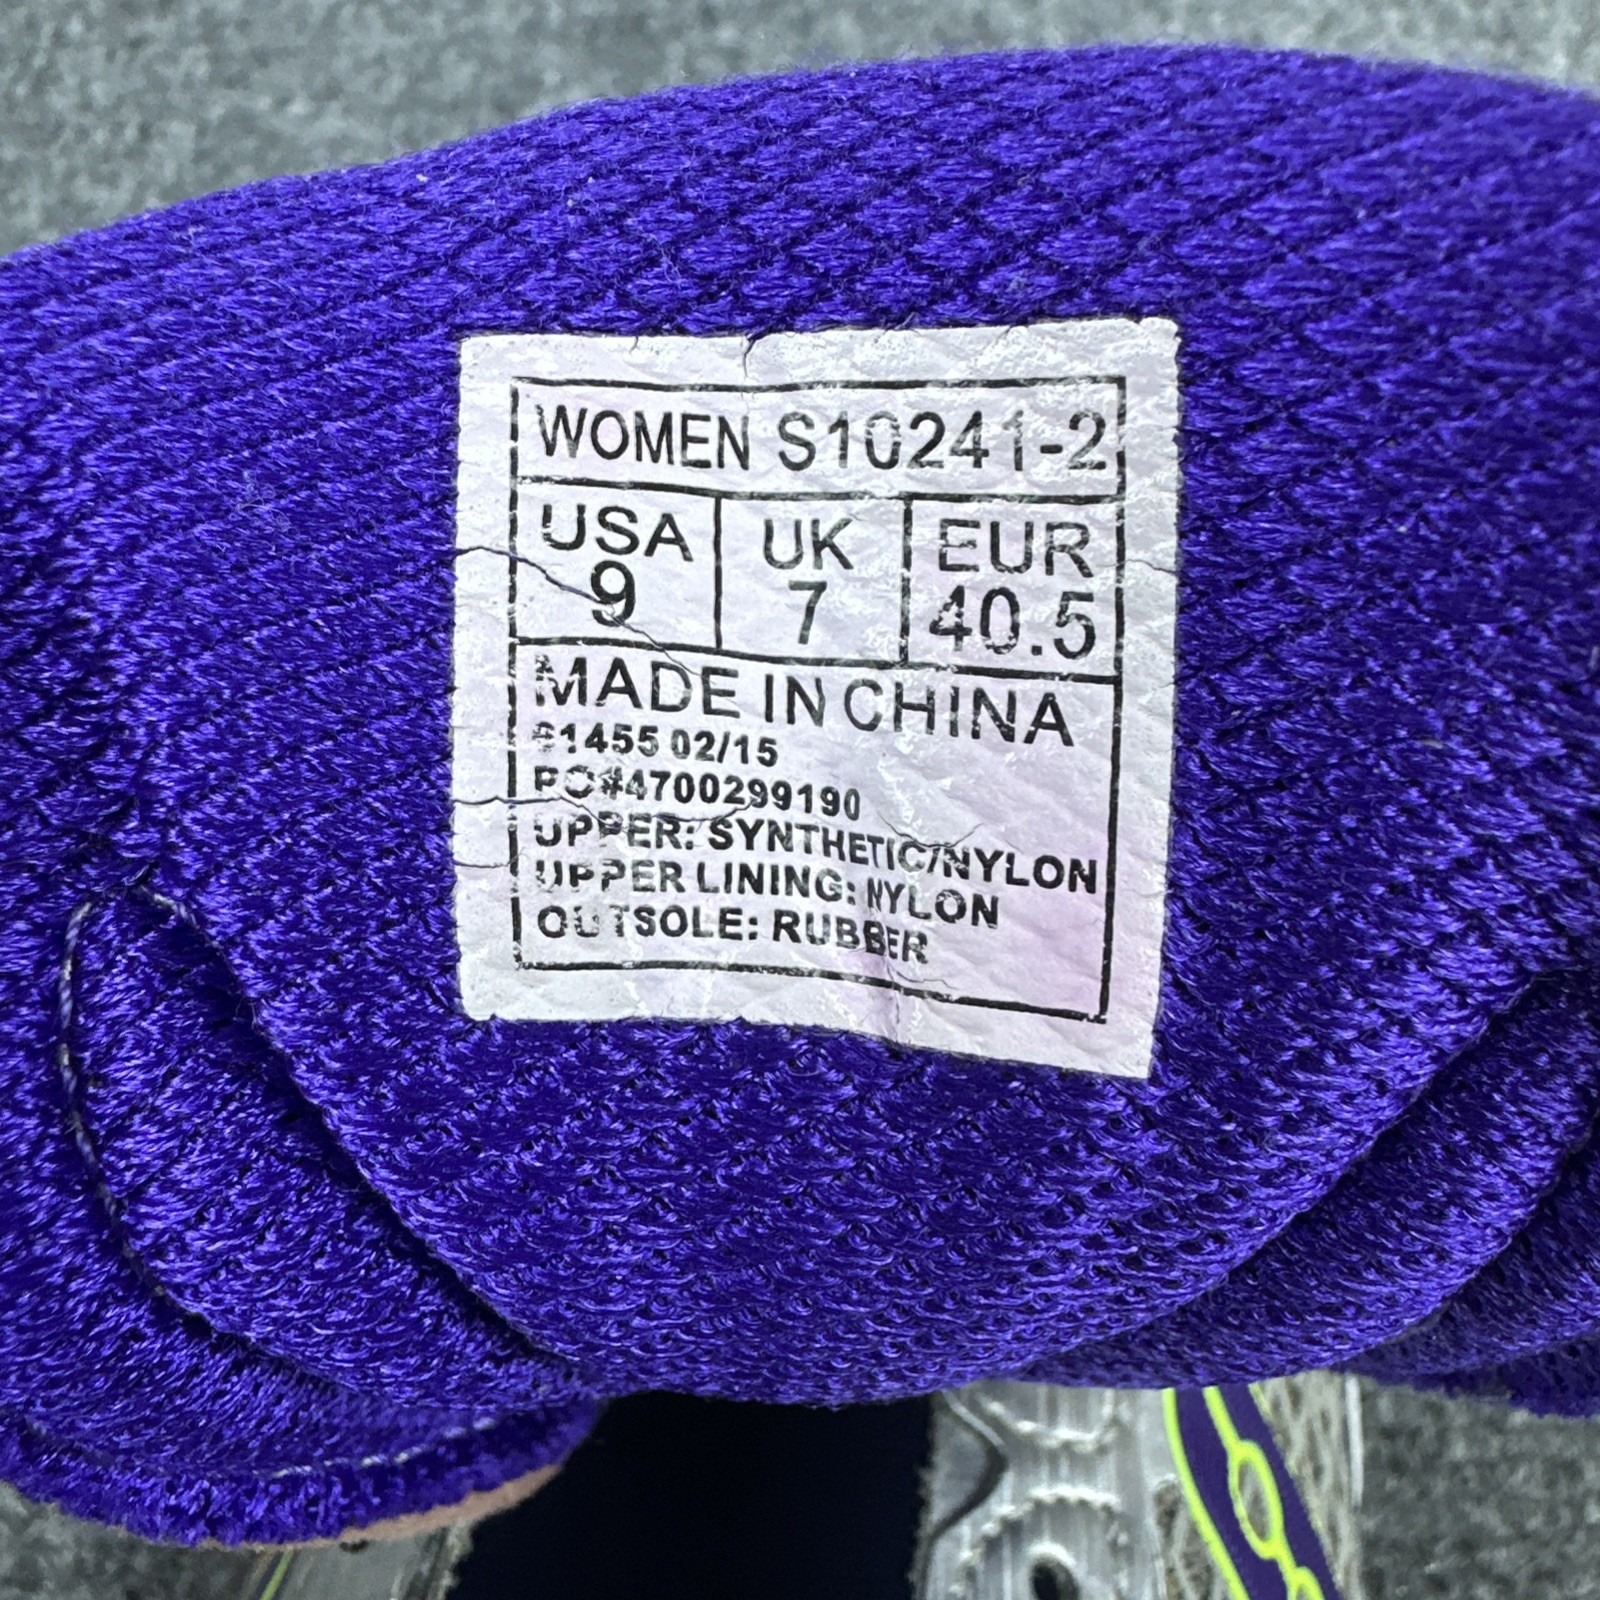 WOMEN S10241-2
USA UK EUR
9 7 40.5
MADE IN CHINA
02/15
PO#4700299190
UPPER: SYNTHETIC/NYLON
UPPER LINING: NYLON
OUTSOLE: RUBBER